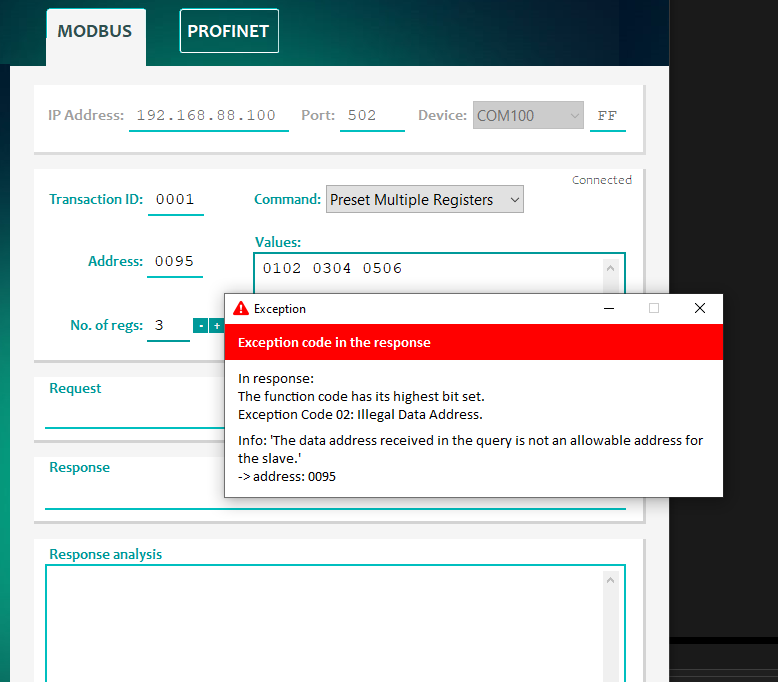 MODBUS PROFINET
IP Address: 192.168.88.100 Port: 502 Device: COM100 FF
Connected
Transaction ID: 0001 Command: Preset Multiple Registers
Address: 0095 Values:
0102 0304 0506
No. of regs: 3 - +
Exception
Exception code in the response
In response:
The function code has its highest bit set.
Exception Code 02: Illegal Data Address.
Info: 'The data address received in the query is not an allowable address for
the slave.'
-> address: 0095
Request
Response
Response analysis